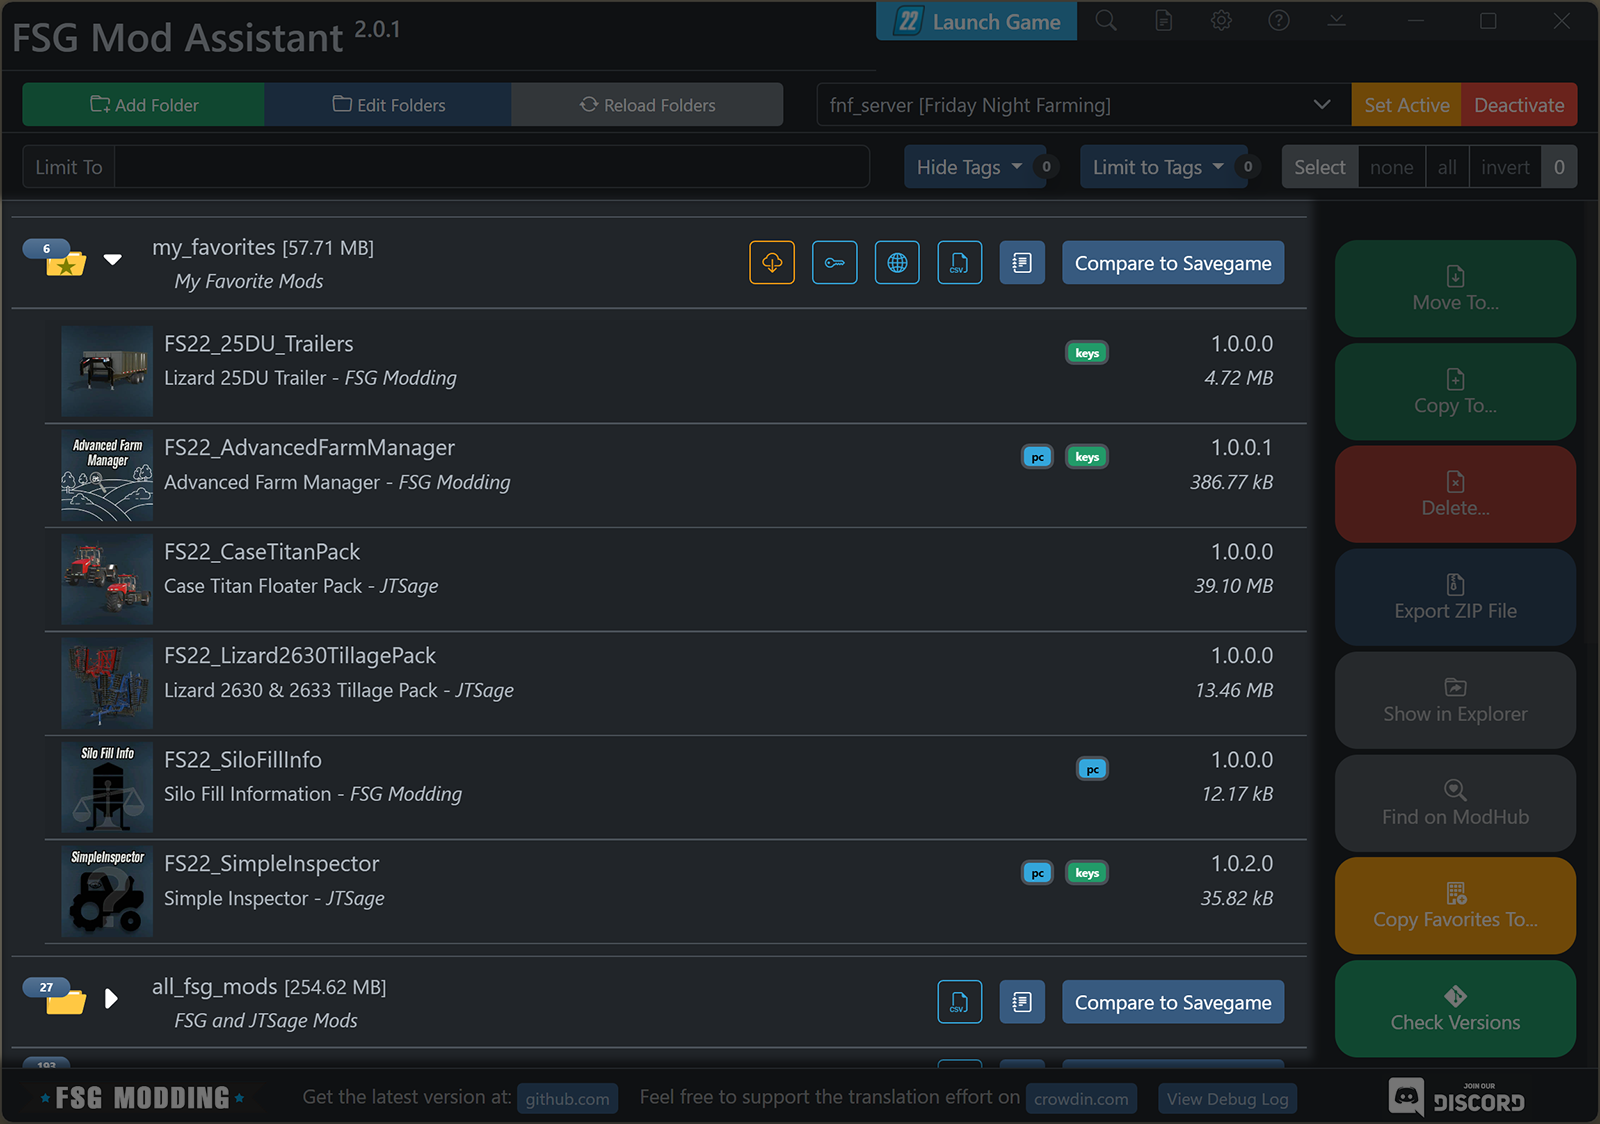 FSG Mod Assistant 2.0.1
22 Launch Game
Add Folder
Edit Folders
Reload Folders
fnf_server [Friday Night Farming]
Set Active
Deactivate
Limit To
Hide Tags 0
Limit to Tags 0
Select none all invert 0
6
my_favorites [57.71 MB]
My Favorite Mods
CSV
Compare to Savegame
FS22_25DU_Trailers
Lizard 25DU Trailer - FSG Modding
keys
1.0.0.0
4.72 MB
Advanced Farm
Manager
FS22_AdvancedFarmManager
Advanced Farm Manager - FSG Modding
pc keys
1.0.0.1
386.77 kB
FS22_CaseTitanPack
Case Titan Floater Pack - JTSage
1.0.0.0
39.10 MB
FS22_Lizard2630TillagePack
Lizard 2630 & 2633 Tillage Pack - JTSage
1.0.0.0
13.46 MB
Silo Fill Info
FS22_SiloFillInfo
Silo Fill Information - FSG Modding
pc
1.0.0.0
12.17 kB
SimpleInspector
?
FS22_SimpleInspector
Simple Inspector - JTSage
pc keys
1.0.2.0
35.82 kB
27
all_fsg_mods [254.62 MB]
FSG and JTSage Mods
CSV
Compare to Savegame
193
Move To...
Copy To...
Delete...
Export ZIP File
Show in Explorer
Find on ModHub
Copy Favorites To...
Check Versions
FSG MODDING
Get the latest version at: github.com
Feel free to support the translation effort on crowdin.com
View Debug Log
JOIN OUR
DISCORD